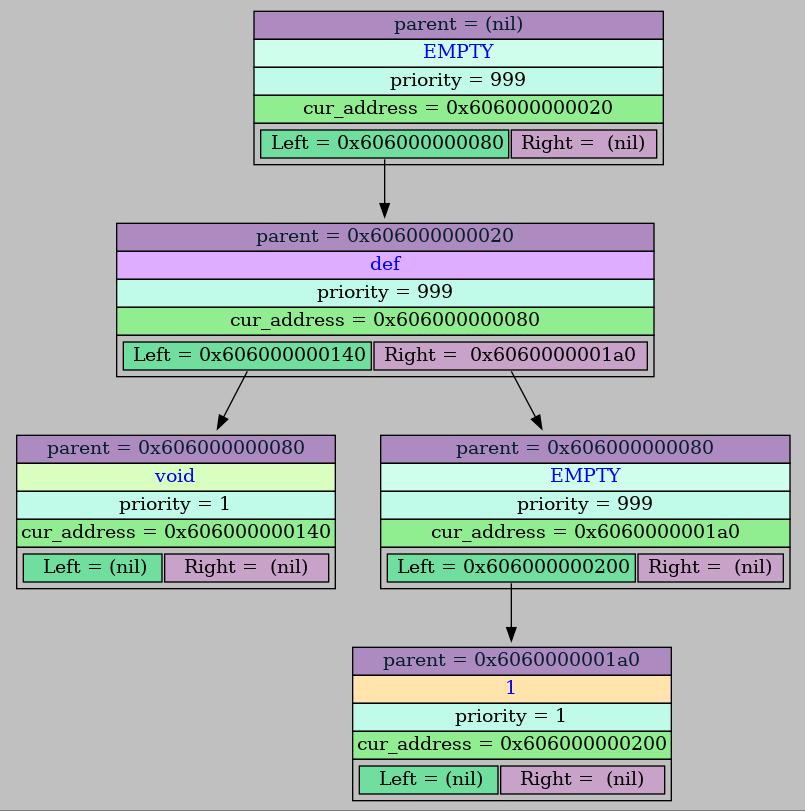 parent = (nil)
EMPTY
priority = 999
cur_address = 0x606000000020
Left = 0x606000000080 Right =  (nil)
parent = 0x606000000020
def
priority = 999
cur_address = 0x606000000080
Left = 0x606000000140 Right =  0x6060000001a0
parent = 0x606000000080
void
priority = 1
cur_address = 0x606000000140
Left = (nil) Right =  (nil)
parent = 0x606000000080
EMPTY
priority = 999
cur_address = 0x6060000001a0
Left = 0x606000000200 Right =  (nil)
parent = 0x6060000001a0
1
priority = 1
cur_address = 0x606000000200
Left = (nil) Right =  (nil)